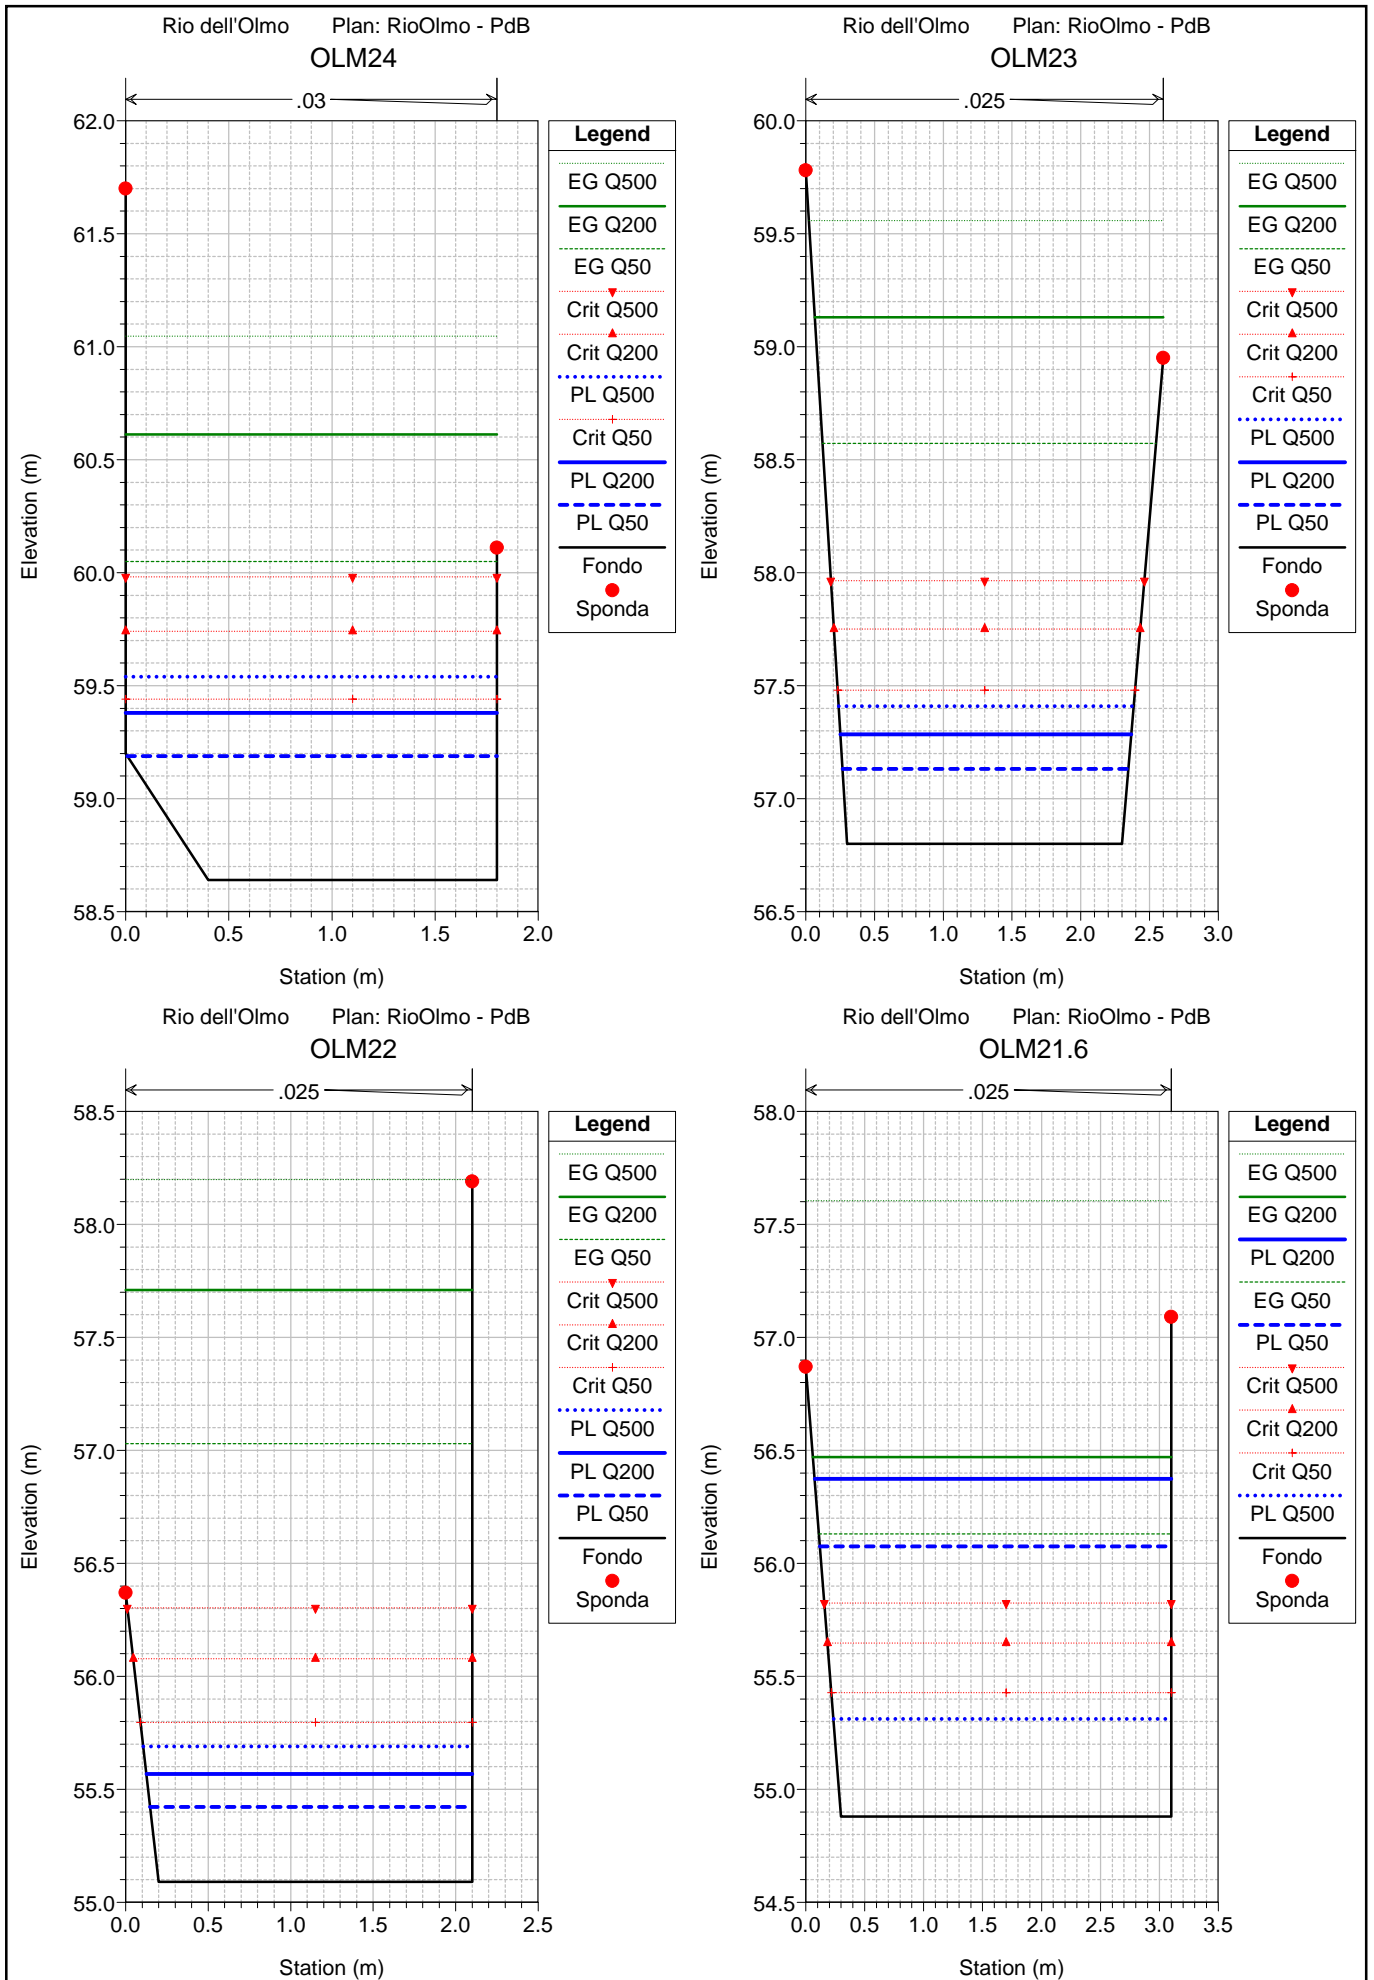 Rio dell'Olmo Plan: RioOlmo - PdB
OLM24
.03
62.0
61.5
61.0
60.5
60.0
59.5
59.0
58.5
0.0 0.5 1.0 1.5 2.0
Station (m)
Elevation (m)
Legend
EG Q500
EG Q200
EG Q50
Crit Q500
Crit Q200
PL Q500
Crit Q50
PL Q200
PL Q50
Fondo
Sponda
Rio dell'Olmo Plan: RioOlmo - PdB
OLM23
.025
60.0
59.5
59.0
58.5
58.0
57.5
57.0
56.5
0.0 0.5 1.0 1.5 2.0 2.5 3.0
Station (m)
Elevation (m)
Legend
EG Q500
EG Q200
EG Q50
Crit Q500
Crit Q200
Crit Q50
PL Q500
PL Q200
PL Q50
Fondo
Sponda
Rio dell'Olmo Plan: RioOlmo - PdB
OLM22
.025
58.5
58.0
57.5
57.0
56.5
56.0
55.5
55.0
0.0 0.5 1.0 1.5 2.0 2.5
Station (m)
Elevation (m)
Legend
EG Q500
EG Q200
EG Q50
Crit Q500
Crit Q200
Crit Q50
PL Q500
PL Q200
PL Q50
Fondo
Sponda
Rio dell'Olmo Plan: RioOlmo - PdB
OLM21.6
.025
58.0
57.5
57.0
56.5
56.0
55.5
55.0
54.5
0.0 0.5 1.0 1.5 2.0 2.5 3.0 3.5
Station (m)
Elevation (m)
Legend
EG Q500
EG Q200
PL Q200
EG Q50
PL Q50
Crit Q500
Crit Q200
Crit Q50
PL Q500
Fondo
Sponda